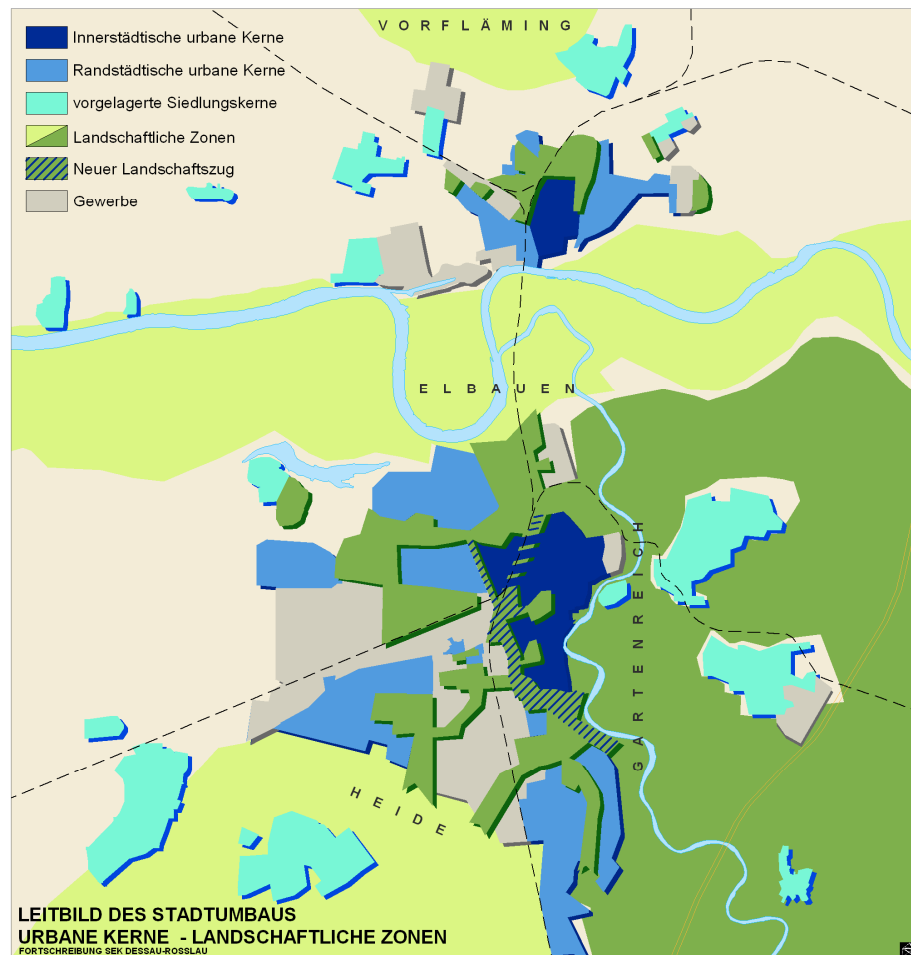 VORFLÄMING
Innerstädtische urbane Kerne
Randstädtische urbane Kerne
vorgelagerte Siedlungskerne
Landschaftliche Zonen
Neuer Landschaftszug
Gewerbe
ELBAUEN
GARTENREICH
HEIDE
LEITBILD DES STADTUMBAUS
URBANE KERNE - LANDSCHAFTLICHE ZONEN
FORTSCHREIBUNG SEK DESSAU-ROSSLAU